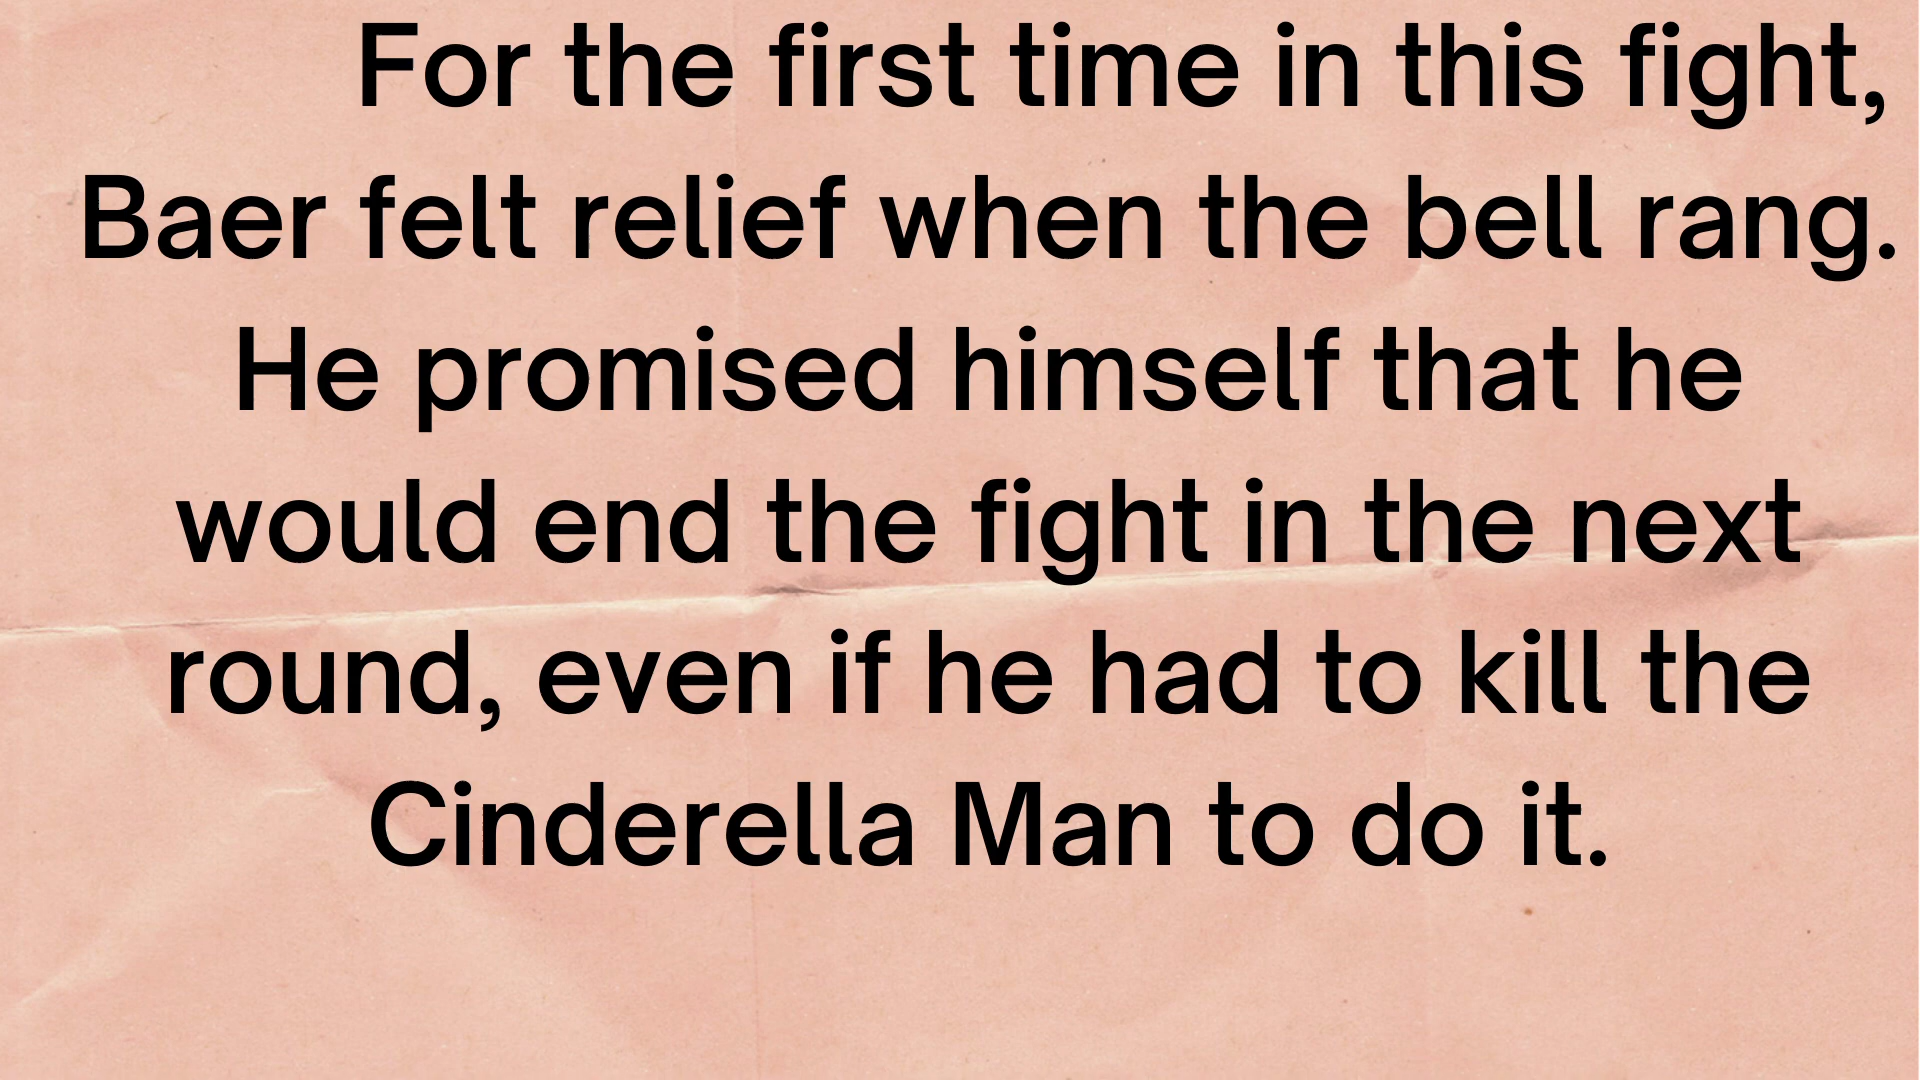 For the first time in this fight,
Baer felt relief when the bell rang.
He promised himself that he
would end the fight in the next
round, even if he had to kill the
Cinderella Man to do it.